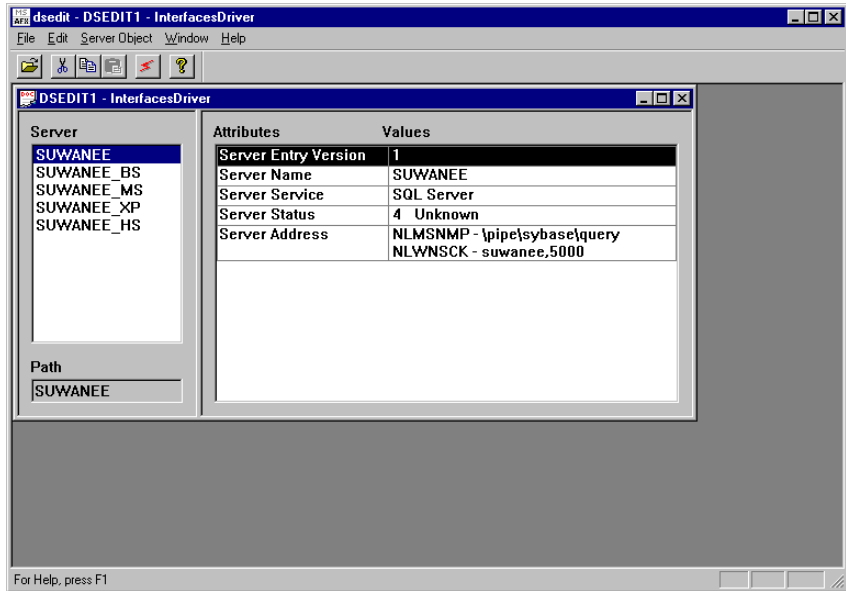 MS AFX dsedit - DSEDIT1 - InterfacesDriver
File Edit Server Object Window Help
DSEDIT1 - InterfacesDriver
Server
SUWANEE
SUWANEE_BS
SUWANEE_MS
SUWANEE_XP
SUWANEE_HS
Path
SUWANEE
Attributes Values
Server Entry Version 1
Server Name SUWANEE
Server Service SQL Server
Server Status 4 Unknown
Server Address NLMSNMP - \pipe\sybase\query
NLWNSCK - suwanee,5000
For Help, press F1